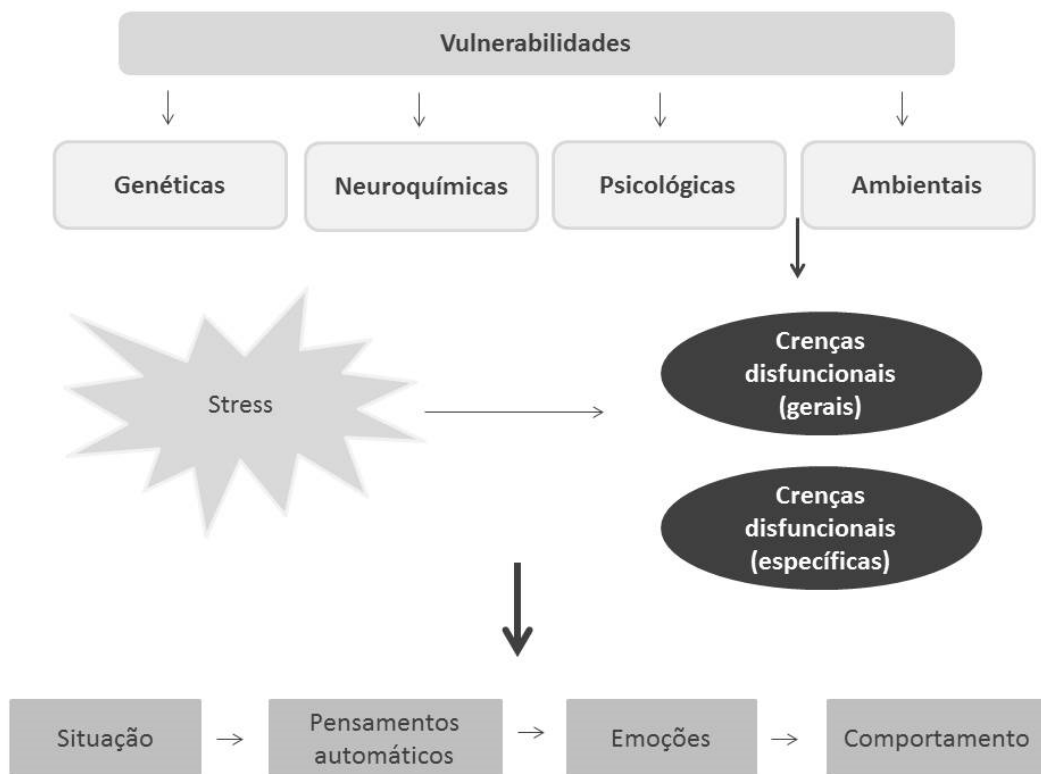 Vulnerabilidades
Genéticas
Neuroquímicas
Psicológicas
Ambientais
Stress
Crenças
disfuncionais
(gerais)
Crenças
disfuncionais
(específicas)
Situação
Pensamentos
automáticos
Emoções
Comportamento